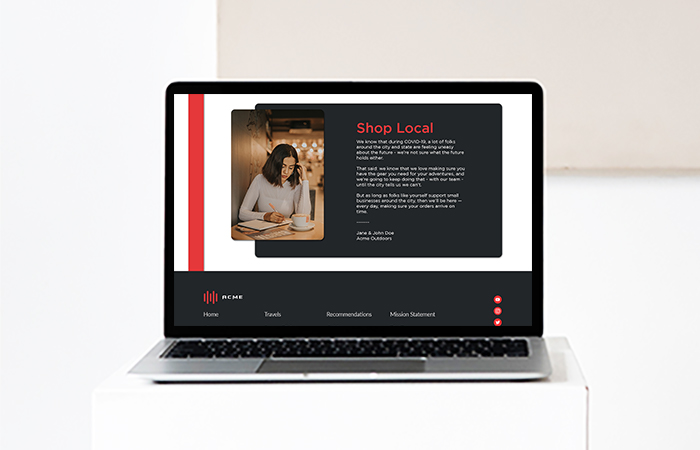 Shop Local
We know that during COVID-19, a lot of folks
around the city and state are feeling uneasy
about the future - we're not sure what the future
holds either.
That said we know that we love making sure you
have the gear you need for your adventures, and
we're going to keep doing that - with our team -
until the city tells us we can't.
But as long as folks like yourself support small
businesses around the city, then we'll be here —
every day, making sure your orders arrive on
time.
Jane & John Doe
Acme Outdoors
ACME
Home Travels Recommendations Mission Statement